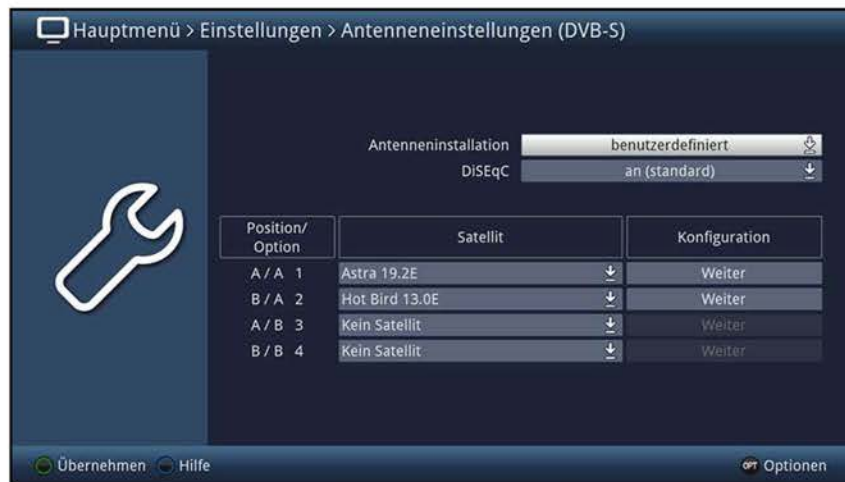 Hauptmenü > Einstellungen > Antenneneinstellungen (DVB-S)
Antenneninstallation benutzerdefiniert
DiSEqC an (standard)
Position/ Option Satellit Konfiguration
A / A 1 Astra 19.2E Weiter
B / A 2 Hot Bird 13.0E Weiter
A / B 3 Kein Satellit Weiter
B / B 4 Kein Satellit Weiter
Übernehmen Hilfe OPT Optionen